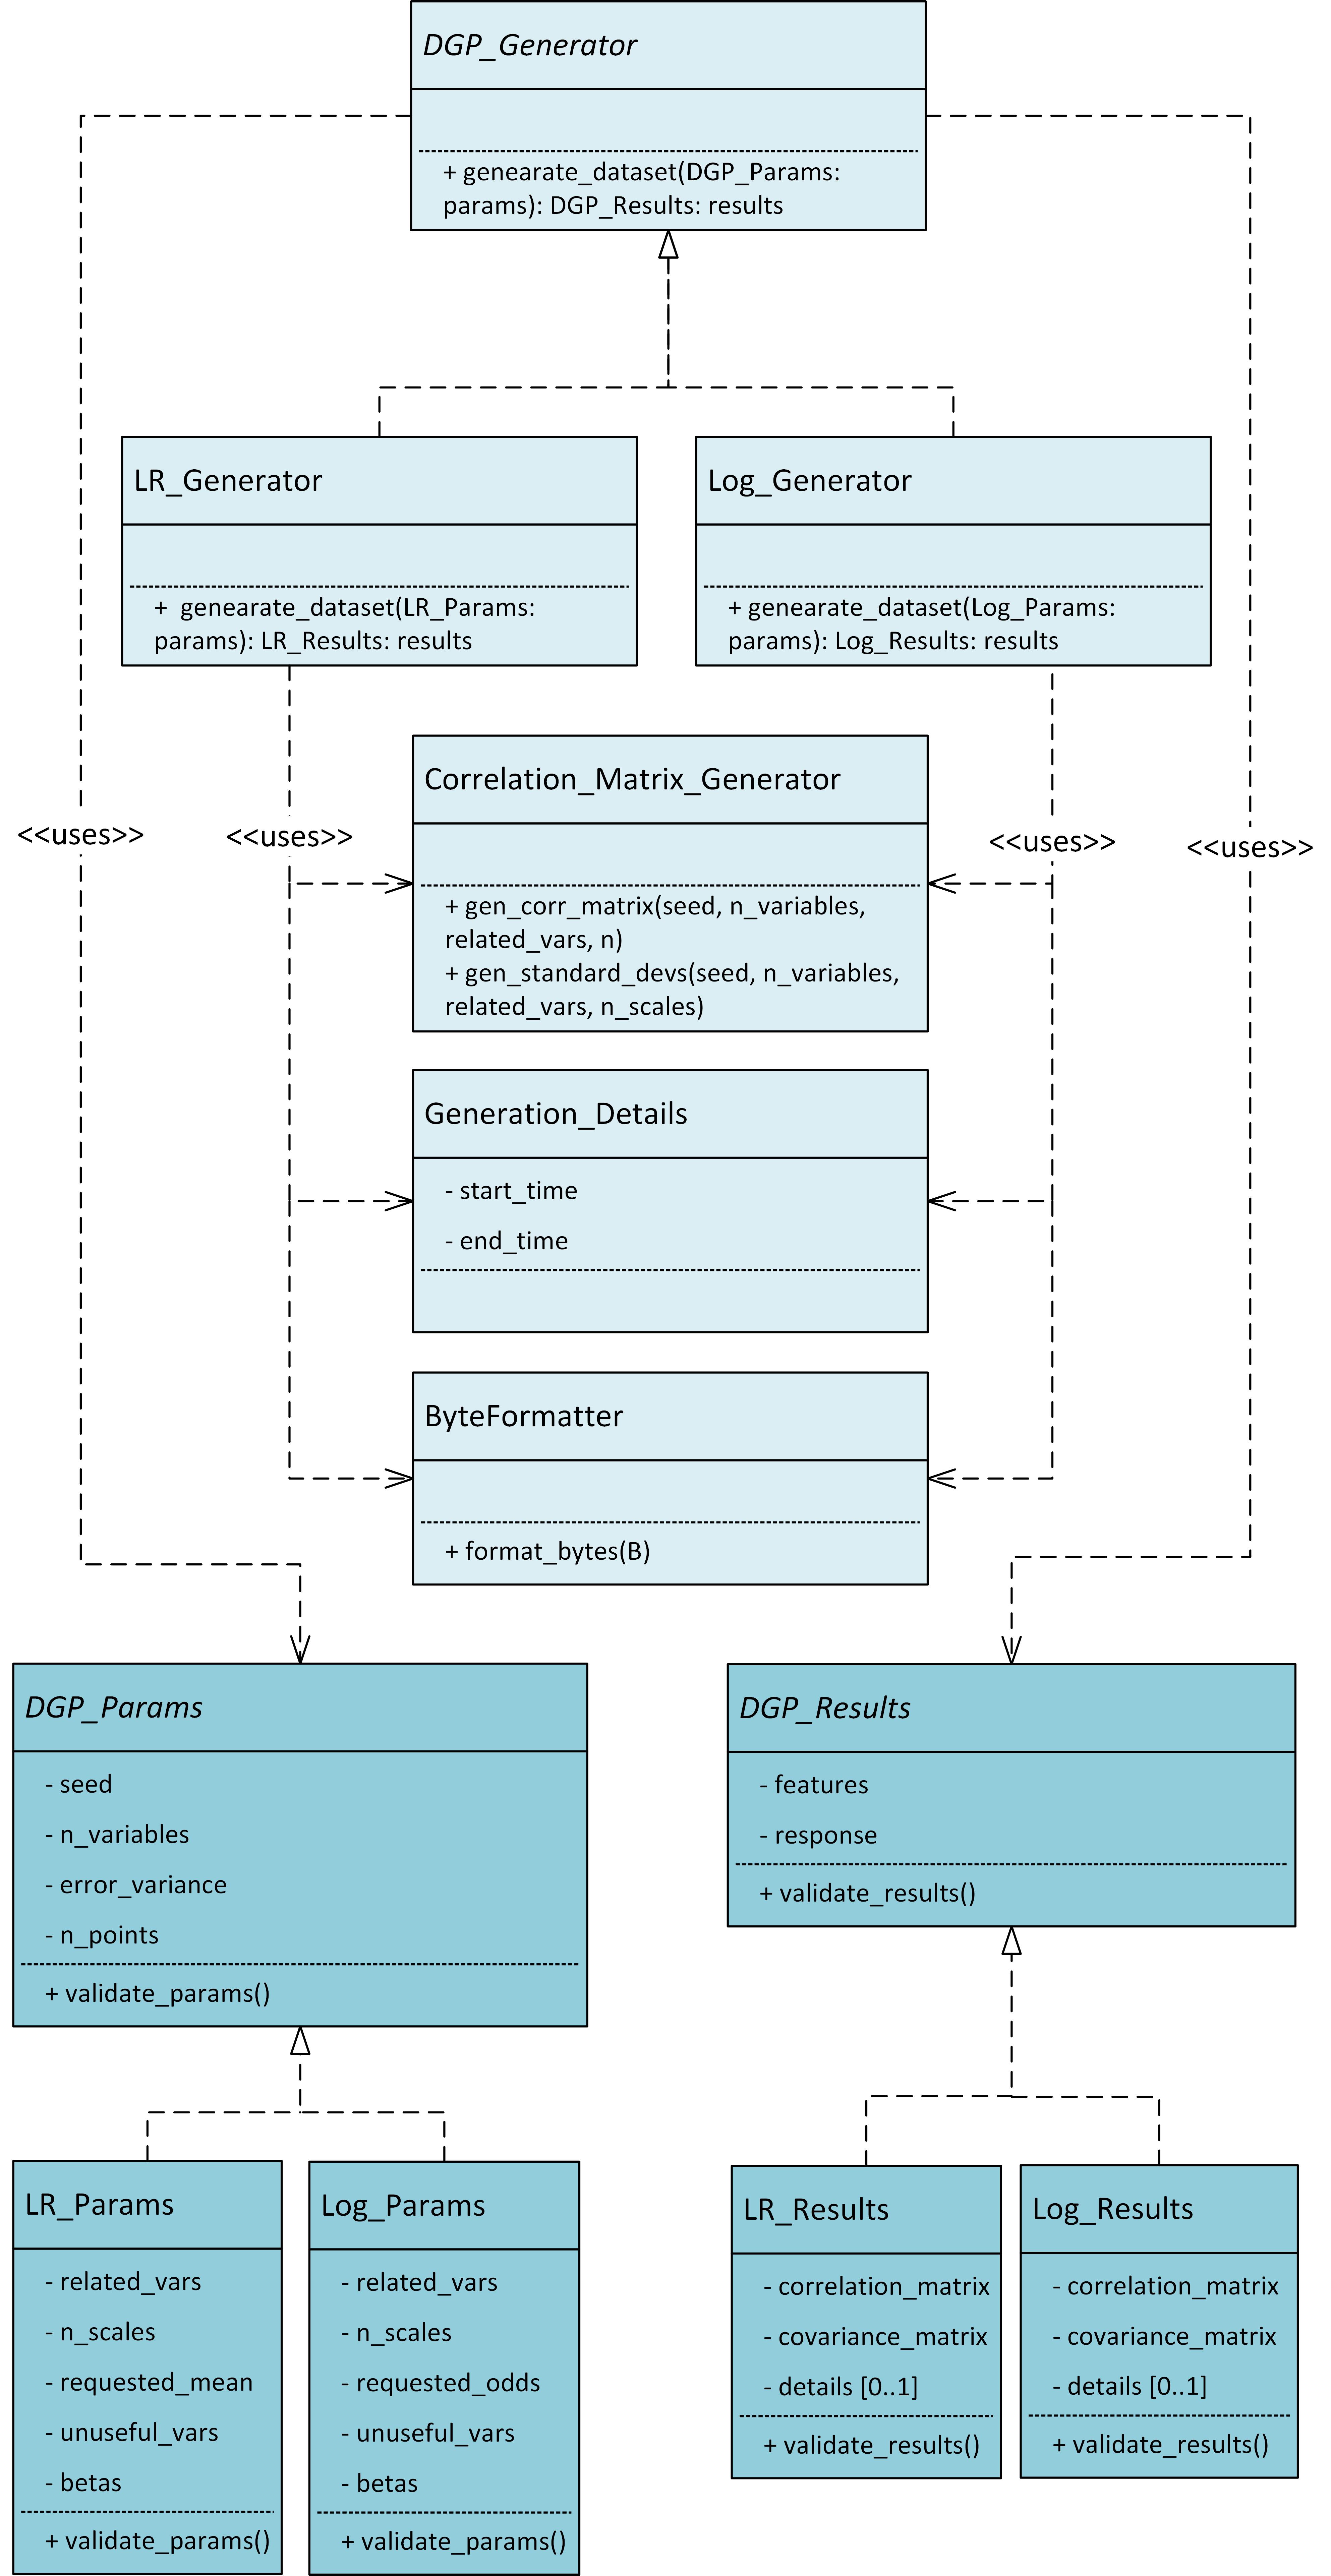 DGP_Generator
+ genearate_dataset(DGP_Params:
params): DGP_Results: results
LR_Generator
+ genearate_dataset(LR_Params:
params): LR_Results: results
Log_Generator
+ genearate_dataset(Log_Params:
params): Log_Results: results
<<uses>>
<<uses>>
<<uses>>
<<uses>>
Correlation_Matrix_Generator
+ gen_corr_matrix(seed, n_variables,
related_vars, n)
+ gen_standard_devs(seed, n_variables,
related_vars, n_scales)
Generation_Details
- start_time
- end_time
ByteFormatter
+ format_bytes(B)
DGP_Params
- seed
- n_variables
- error_variance
- n_points
+ validate_params()
DGP_Results
- features
- response
+ validate_results()
LR_Params
- related_vars
- n_scales
- requested_mean
- unuseful_vars
- betas
+ validate_params()
Log_Params
- related_vars
- n_scales
- requested_odds
- unuseful_vars
- betas
+ validate_params()
LR_Results
- correlation_matrix
- covariance_matrix
- details [0..1]
+ validate_results()
Log_Results
- correlation_matrix
- covariance_matrix
- details [0..1]
+ validate_results()